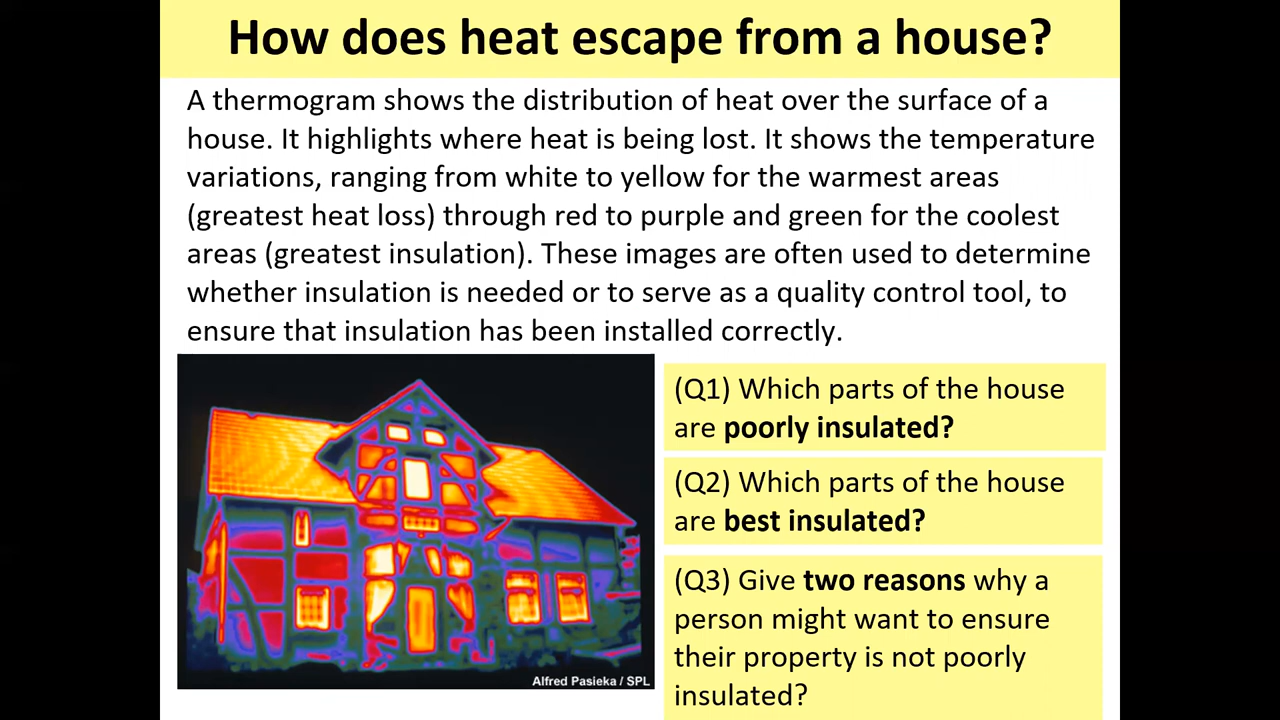 How does heat escape from a house?
A thermogram shows the distribution of heat over the surface of a
house. It highlights where heat is being lost. It shows the temperature
variations, ranging from white to yellow for the warmest areas
(greatest heat loss) through red to purple and green for the coolest
areas (greatest insulation). These images are often used to determine
whether insulation is needed or to serve as a quality control tool, to
ensure that insulation has been installed correctly.
Alfred Pasieka / SPL
(Q1) Which parts of the house
are poorly insulated?
(Q2) Which parts of the house
are best insulated?
(Q3) Give two reasons why a
person might want to ensure
their property is not poorly
insulated?